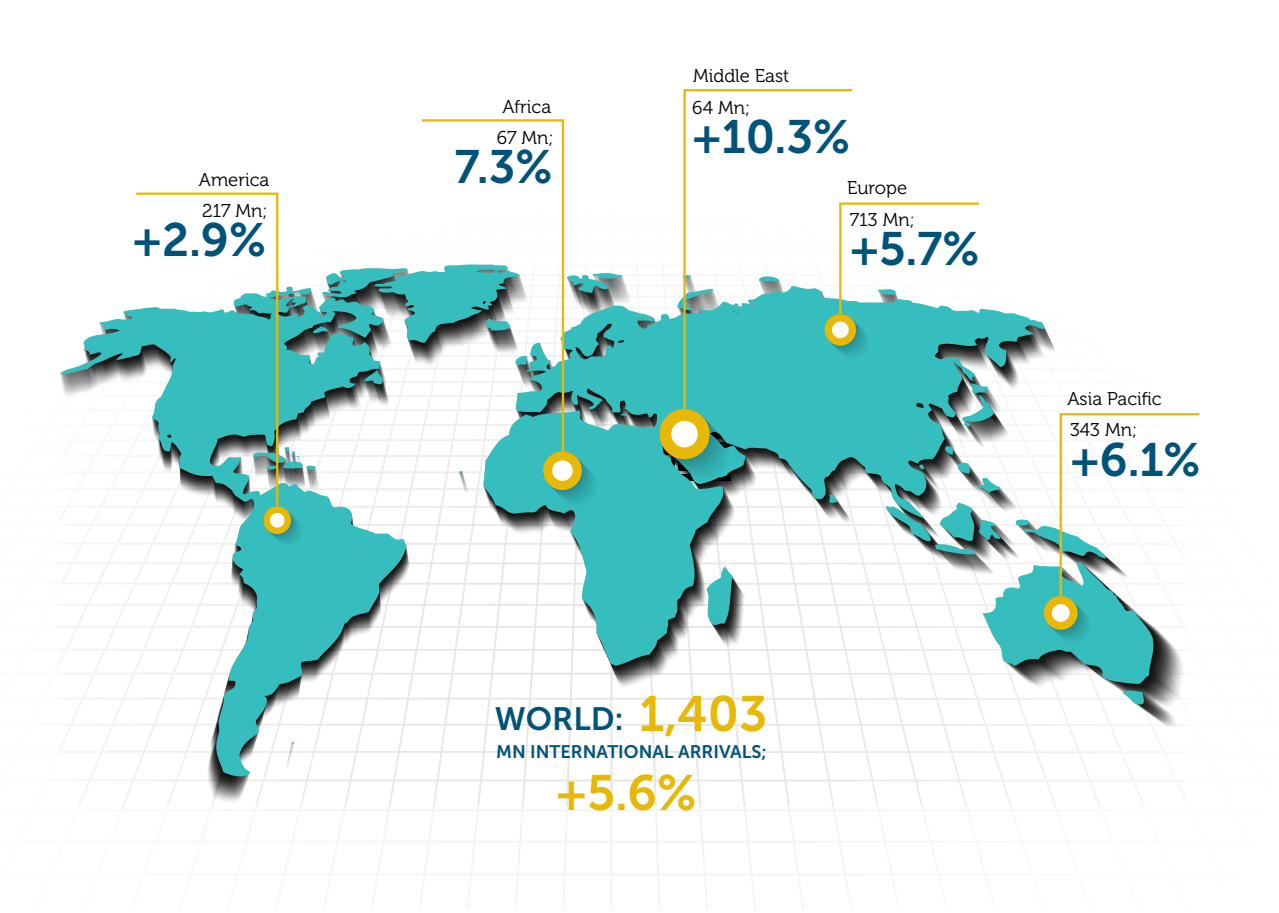 Middle East
64 Mn;
+10.3%
Africa
67 Mn;
7.3%
America
217 Mn;
+2.9%
Europe
713 Mn;
+5.7%
Asia Pacific
343 Mn;
+6.1%
WORLD: 1,403
MN INTERNATIONAL ARRIVALS;
+5.6%